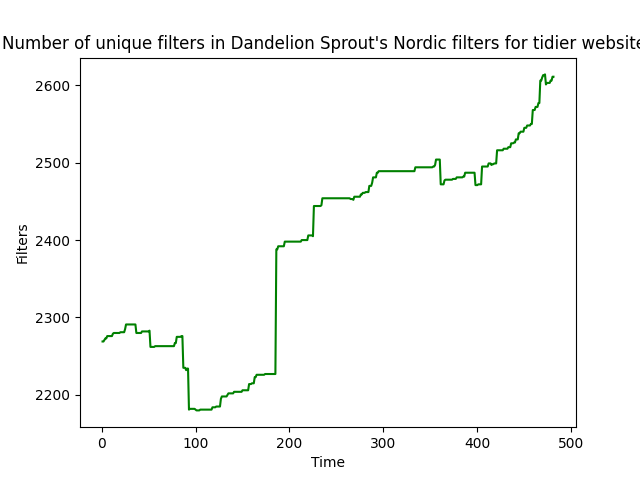 Number of unique filters in Dandelion Sprout's Nordic filters for tidier website
2600
2500
2400
2300
2200
Filters
0 100 200 300 400 500
Time